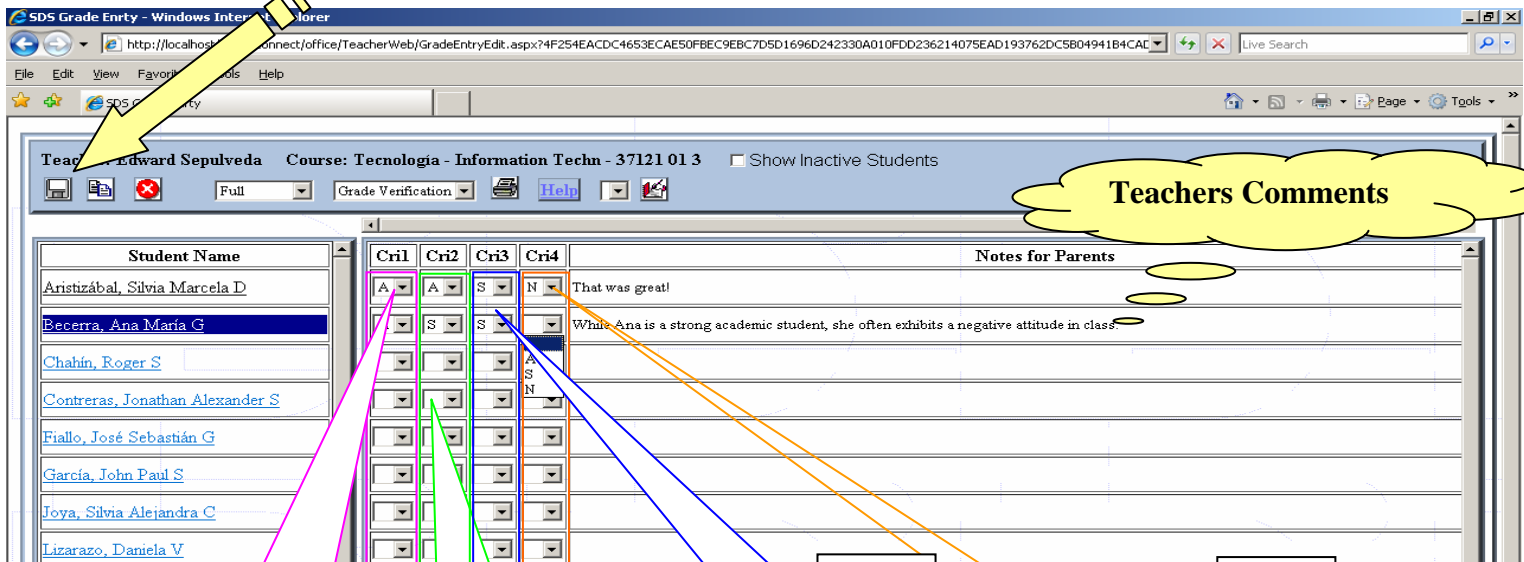 SDS Grade Enrty - Windows Internet Explorer
http://localhost onnect/office/TeacherWeb/GradeEntryEdit.aspx?4F254EACDC4653ECAE50FBEC9EBC7D5D1696D242330A010FDD236214075EAD193762DC5B04941B4CAE
Live Search
File Edit View Favorites Tools Help
SDS Grade Enrty
Page Tools »
Teacher: Edward Sepulveda Course: Tecnología - Information Techn - 37121 01 3 Show Inactive Students
Full Grade Verification Help
Teachers Comments
Student Name Cri1 Cri2 Cri3 Cri4 Notes for Parents
Aristizábal, Silvia Marcela D A A S N That was great!
Becerra, Ana María G S S While Ana is a strong academic student, she often exhibits a negative attitude in class.
A
Chahín, Roger S
S
N
Contreras, Jonathan Alexander S
Fiallo, José Sebastián G
García, John Paul S
Joya, Silvia Alejandra C
Lizarazo, Daniela V